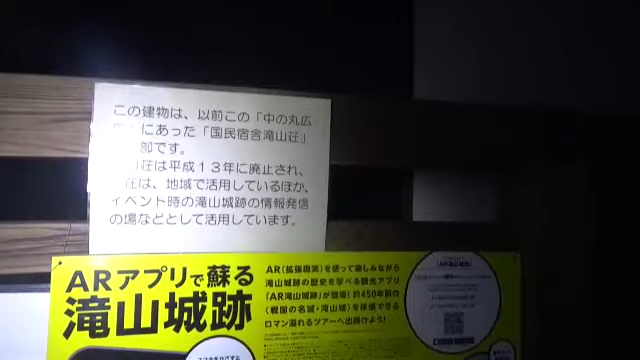 この建物は、以前この「中の丸広
にあった「国民宿舎滝山荘」
部です。
荘は平成13年に廃止され、
在は、地域で活用しているほか、
イベント時の滝山城跡の情報発信
の場などとして活用しています。
ARアプリで蘇る
滝山城跡
AR(拡張現実)を使って楽しみながら
滝山城跡の歴史を学べる観光アプリ
「AR滝山城跡」が登場!約450年前の
〈戦国の名城・滝山城〉を体感できる
ロマン溢れるツアーへ出掛けよう!
スマホをかざすと